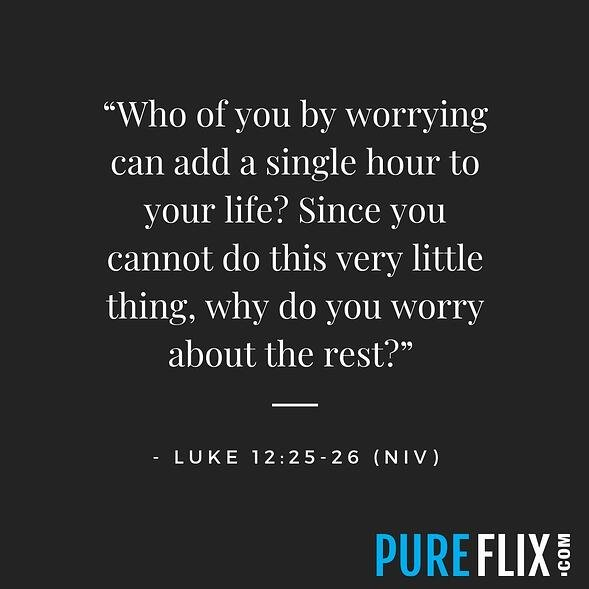 “Who of you by worrying
can add a single hour to
your life? Since you
cannot do this very little
thing, why do you worry
about the rest?”
- LUKE 12:25-26 (NIV)
PUREFLIX.COM